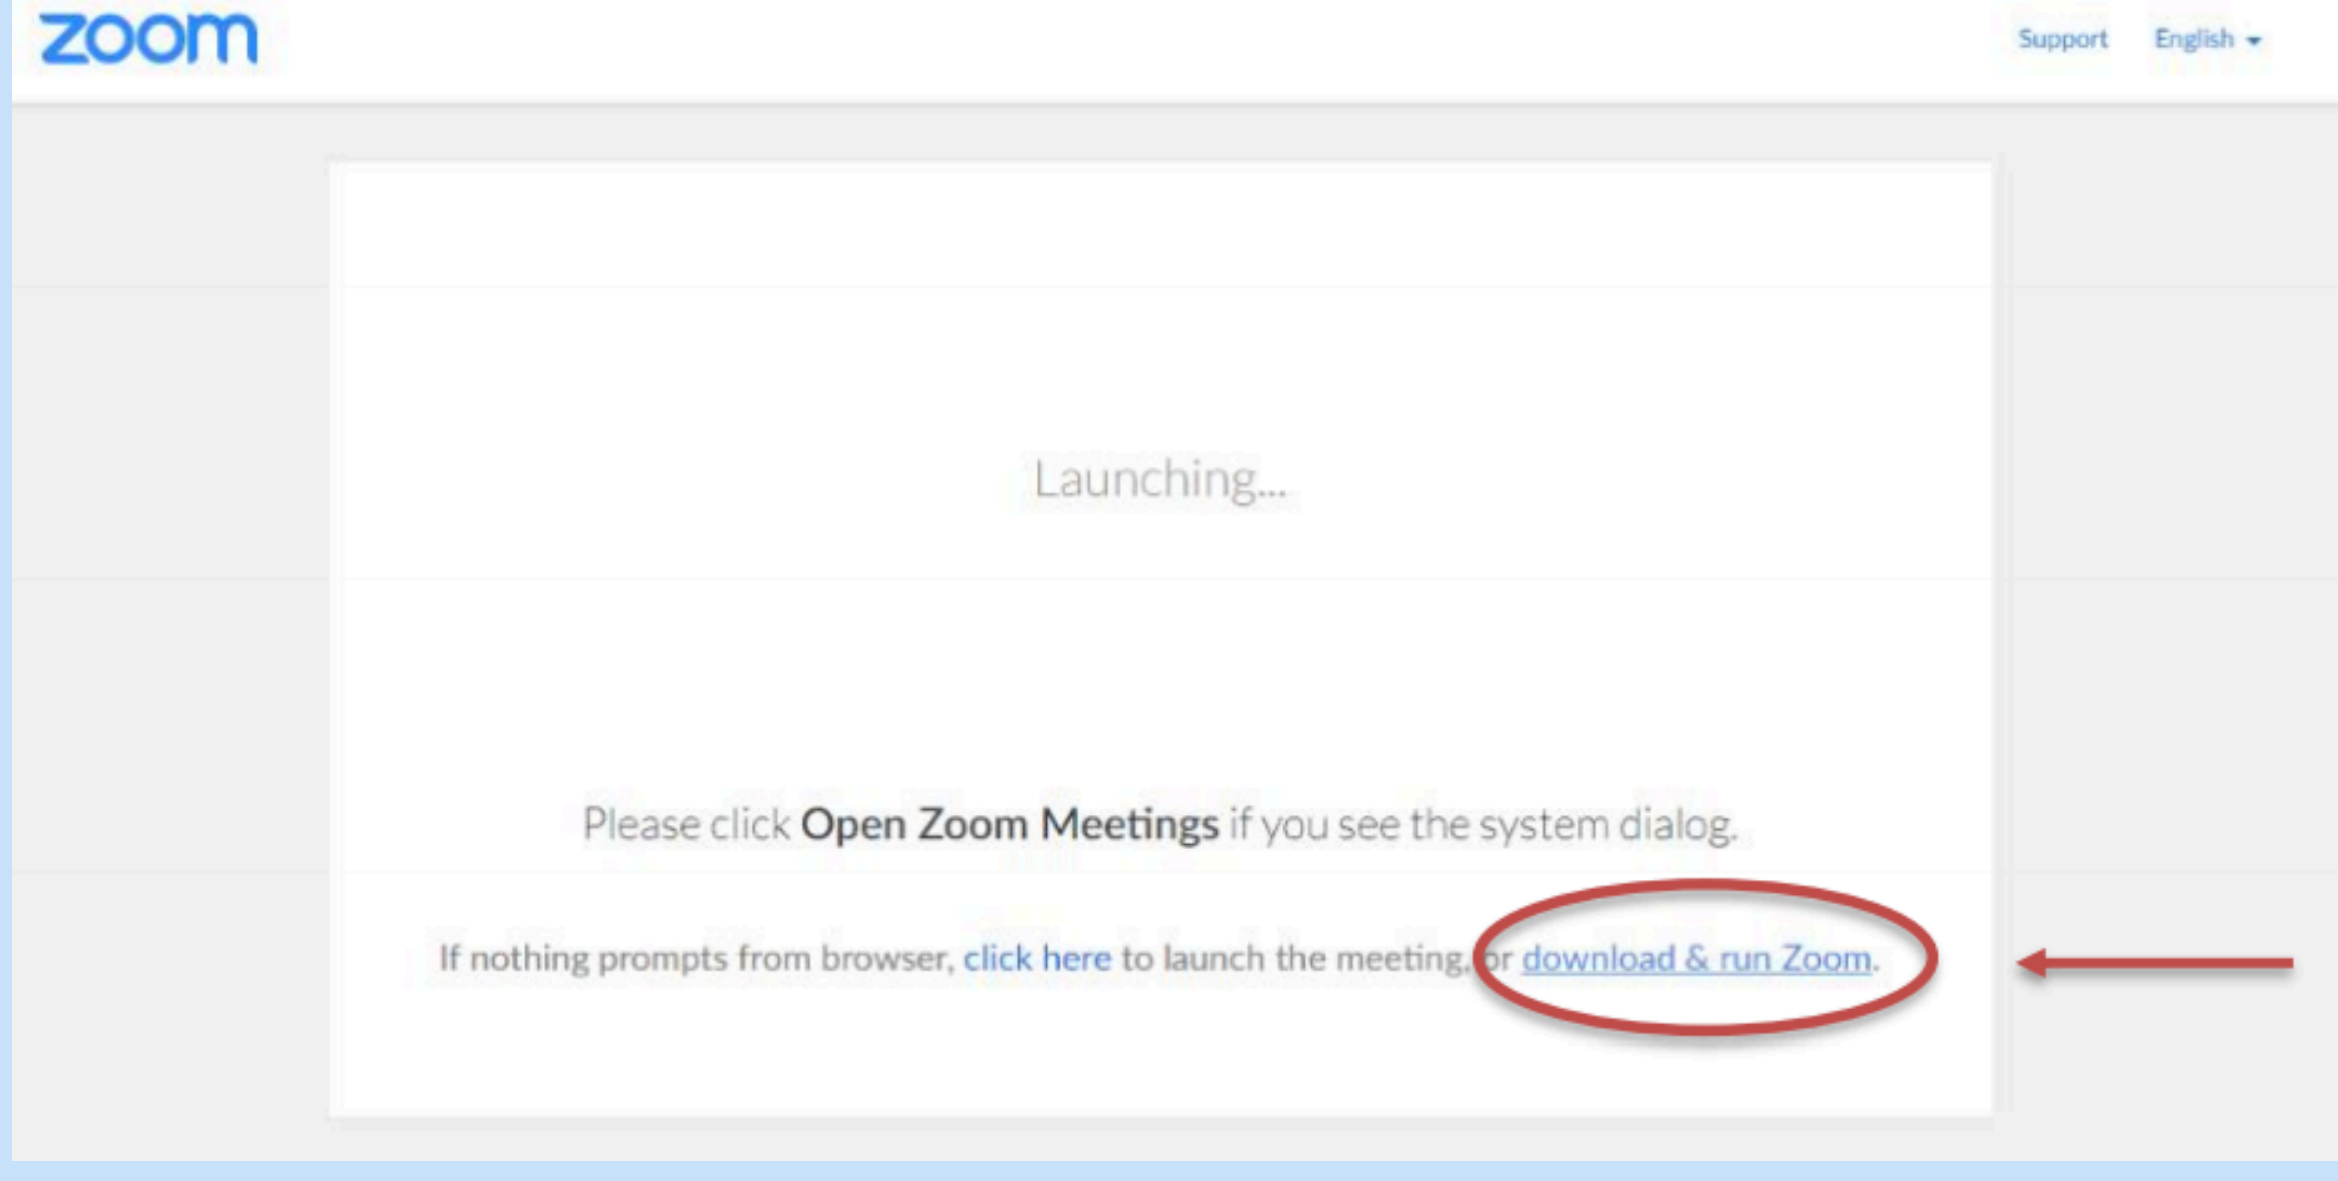 zoom
Support English
Launching...
Please click Open Zoom Meetings if you see the system dialog.
If nothing prompts from browser, click here to launch the meeting, or download & run Zoom.